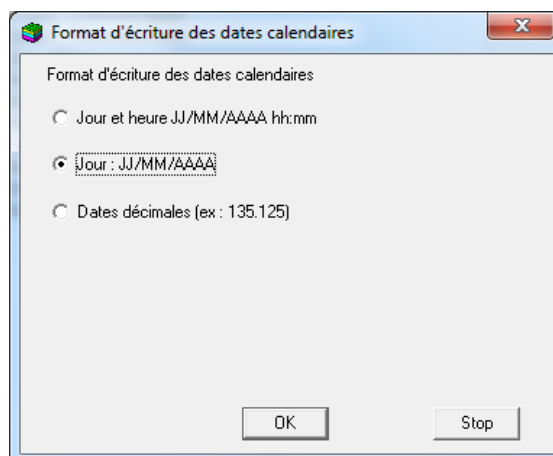 Format d'écriture des dates calendaires
Format d'écriture des dates calendaires
Jour et heure JJ/MM/AAAA hh:mm
Jour : JJ/MM/AAAA
Dates décimales (ex : 135.125)
OK
Stop